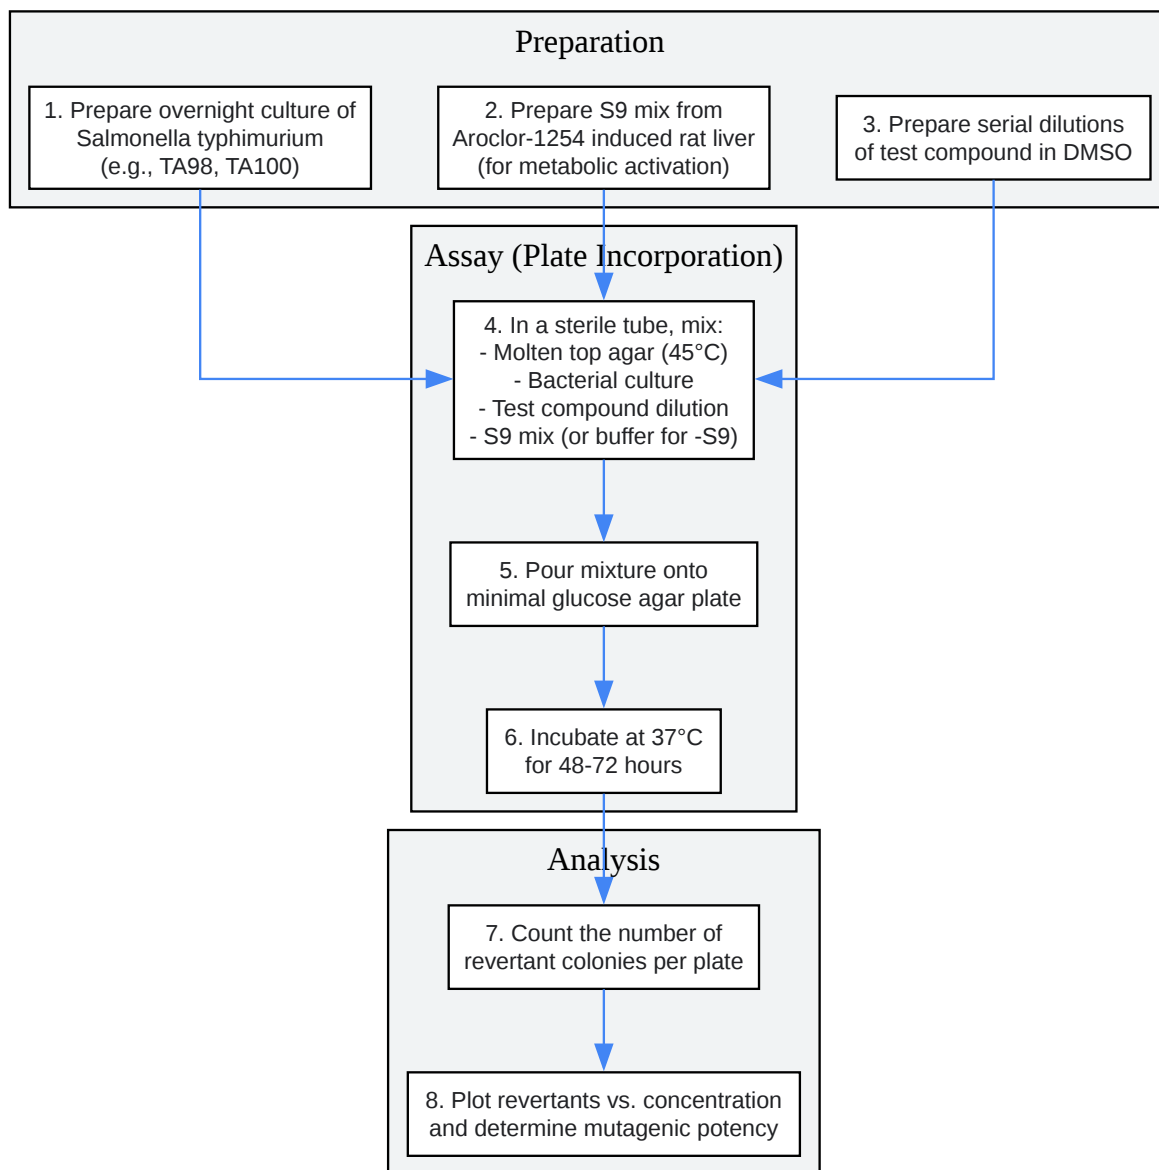 Preparation
1. Prepare overnight culture of
Salmonella typhimurium
(e.g., TA98, TA100)
2. Prepare S9 mix from
Aroclor-1254 induced rat liver
(for metabolic activation)
3. Prepare serial dilutions
of test compound in DMSO
Assay (Plate Incorporation)
4. In a sterile tube, mix:
- Molten top agar (45°C)
- Bacterial culture
- Test compound dilution
- S9 mix (or buffer for -S9)
5. Pour mixture onto
minimal glucose agar plate
6. Incubate at 37°C
for 48-72 hours
Analysis
7. Count the number of
revertant colonies per plate
8. Plot revertants vs. concentration
and determine mutagenic potency